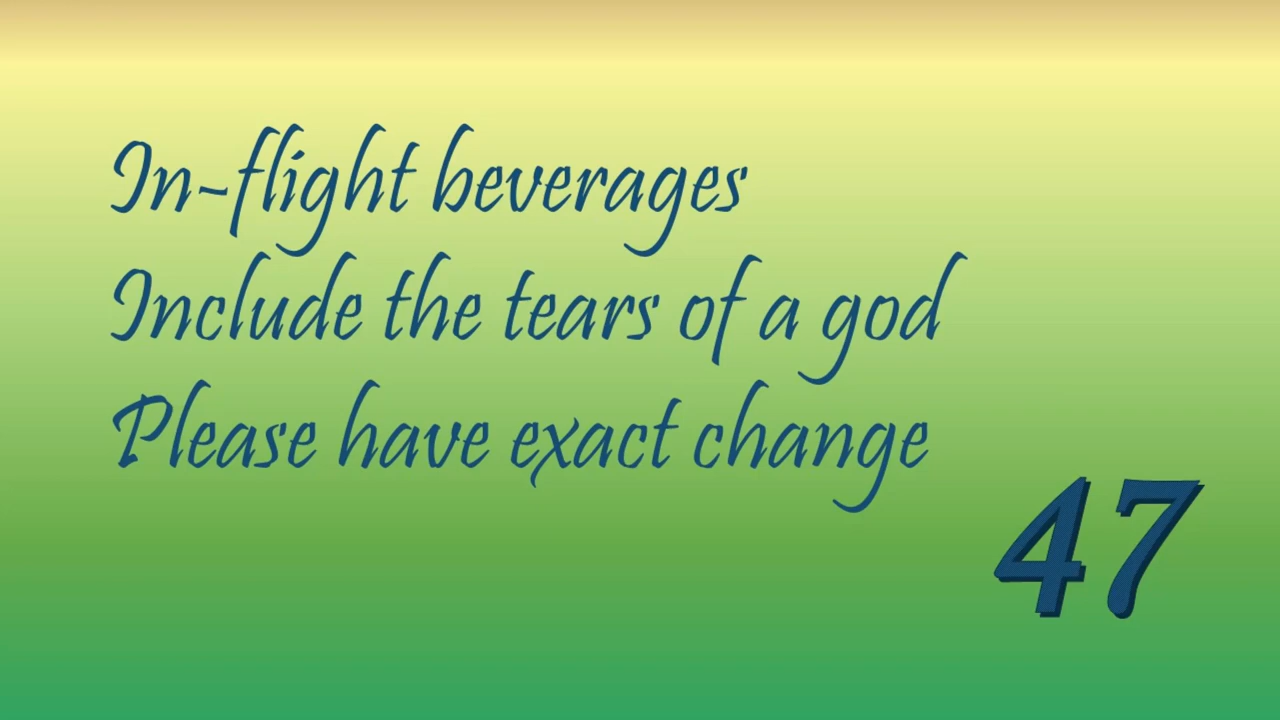 In-flight beverages
Include the tears of a god
Please have exact change
47